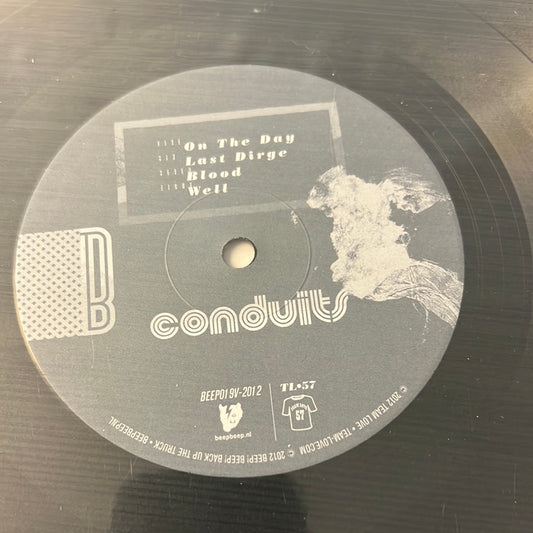 On The Day
Last Dirge
Blood
Well
B
conduits
BEEP019V-2012
beepbeep.nl
TL•57
57
© 2012 TEAM LOVE • TEAM-LOVE.COM
© 2012 BEEP! BEEP! BACK UP THE TRUCK • BEEPBEEP.NL